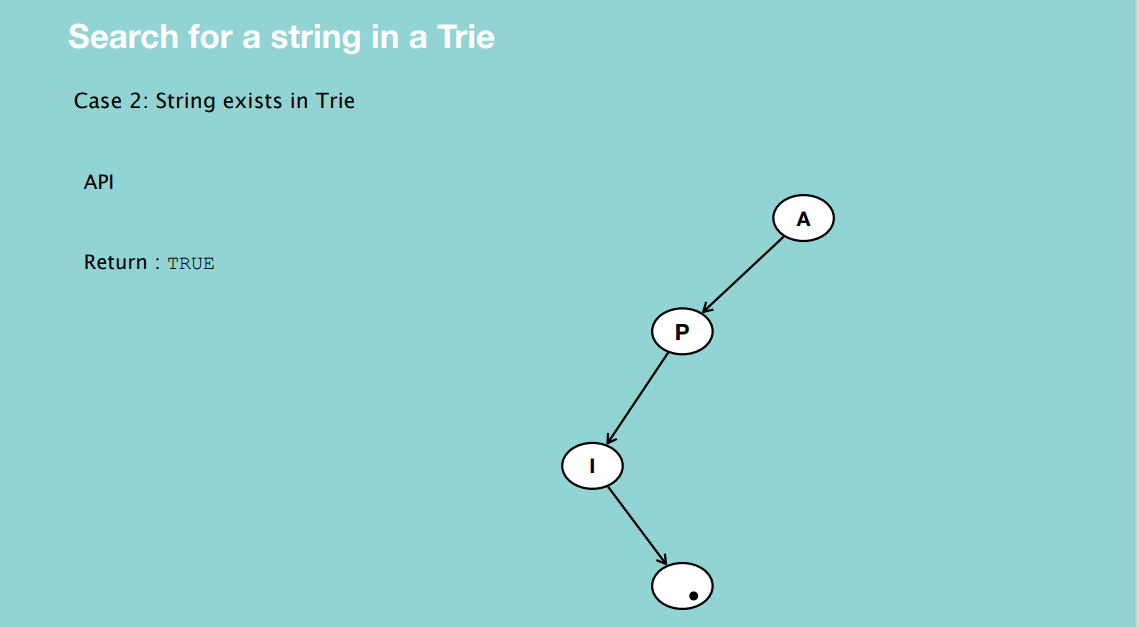 Search for a string in a Trie
Case 2: String exists in Trie
API
Return : TRUE
A
P
I
.